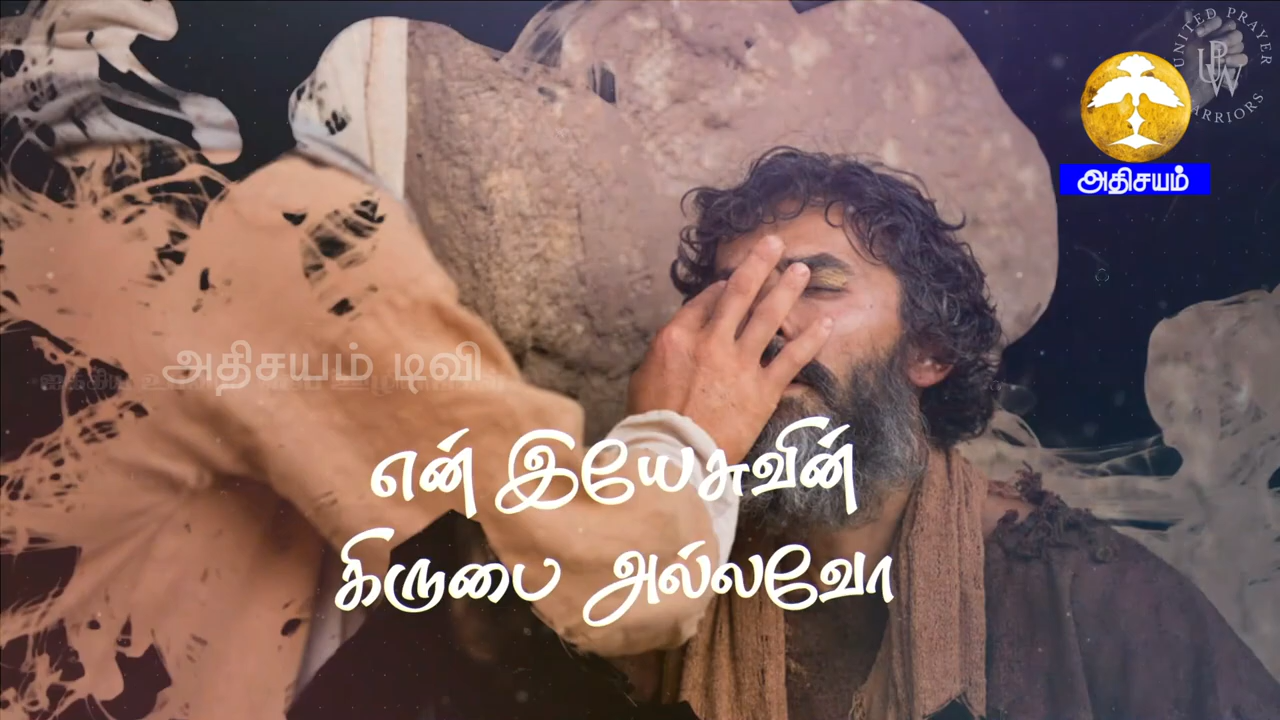 UNITED PRAYER WARRIORS
UPW
அதிசயம்
அதிசயம் டிவி
என் இயேசுவின்
கிருபை அல்லவோ